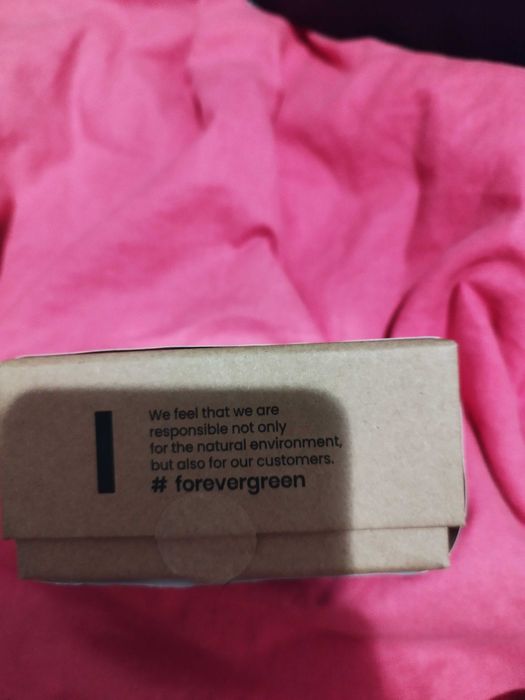 We feel that we are
responsible not only
for the natural environment,
but also for our customers.
# forevergreen